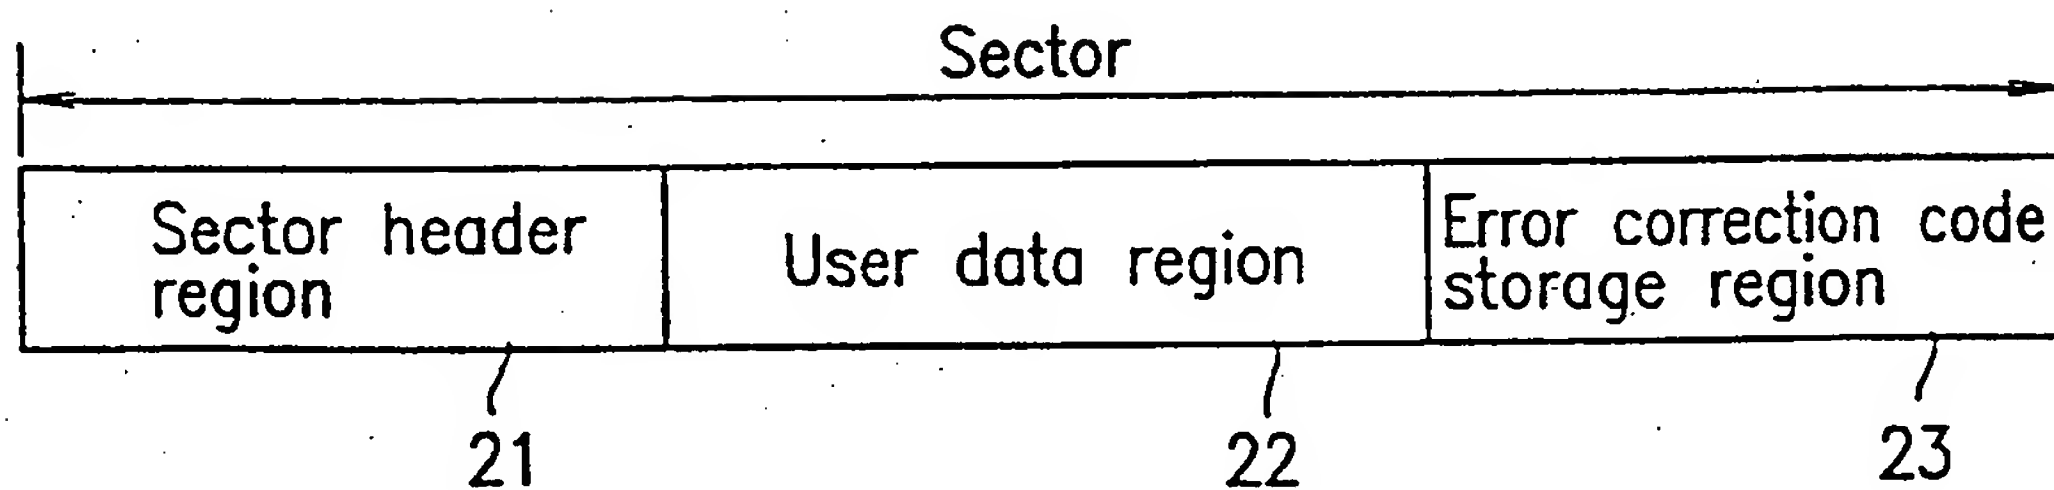 Sector
Sector header
region
User data region
Error correction code
storage region
21
22
23